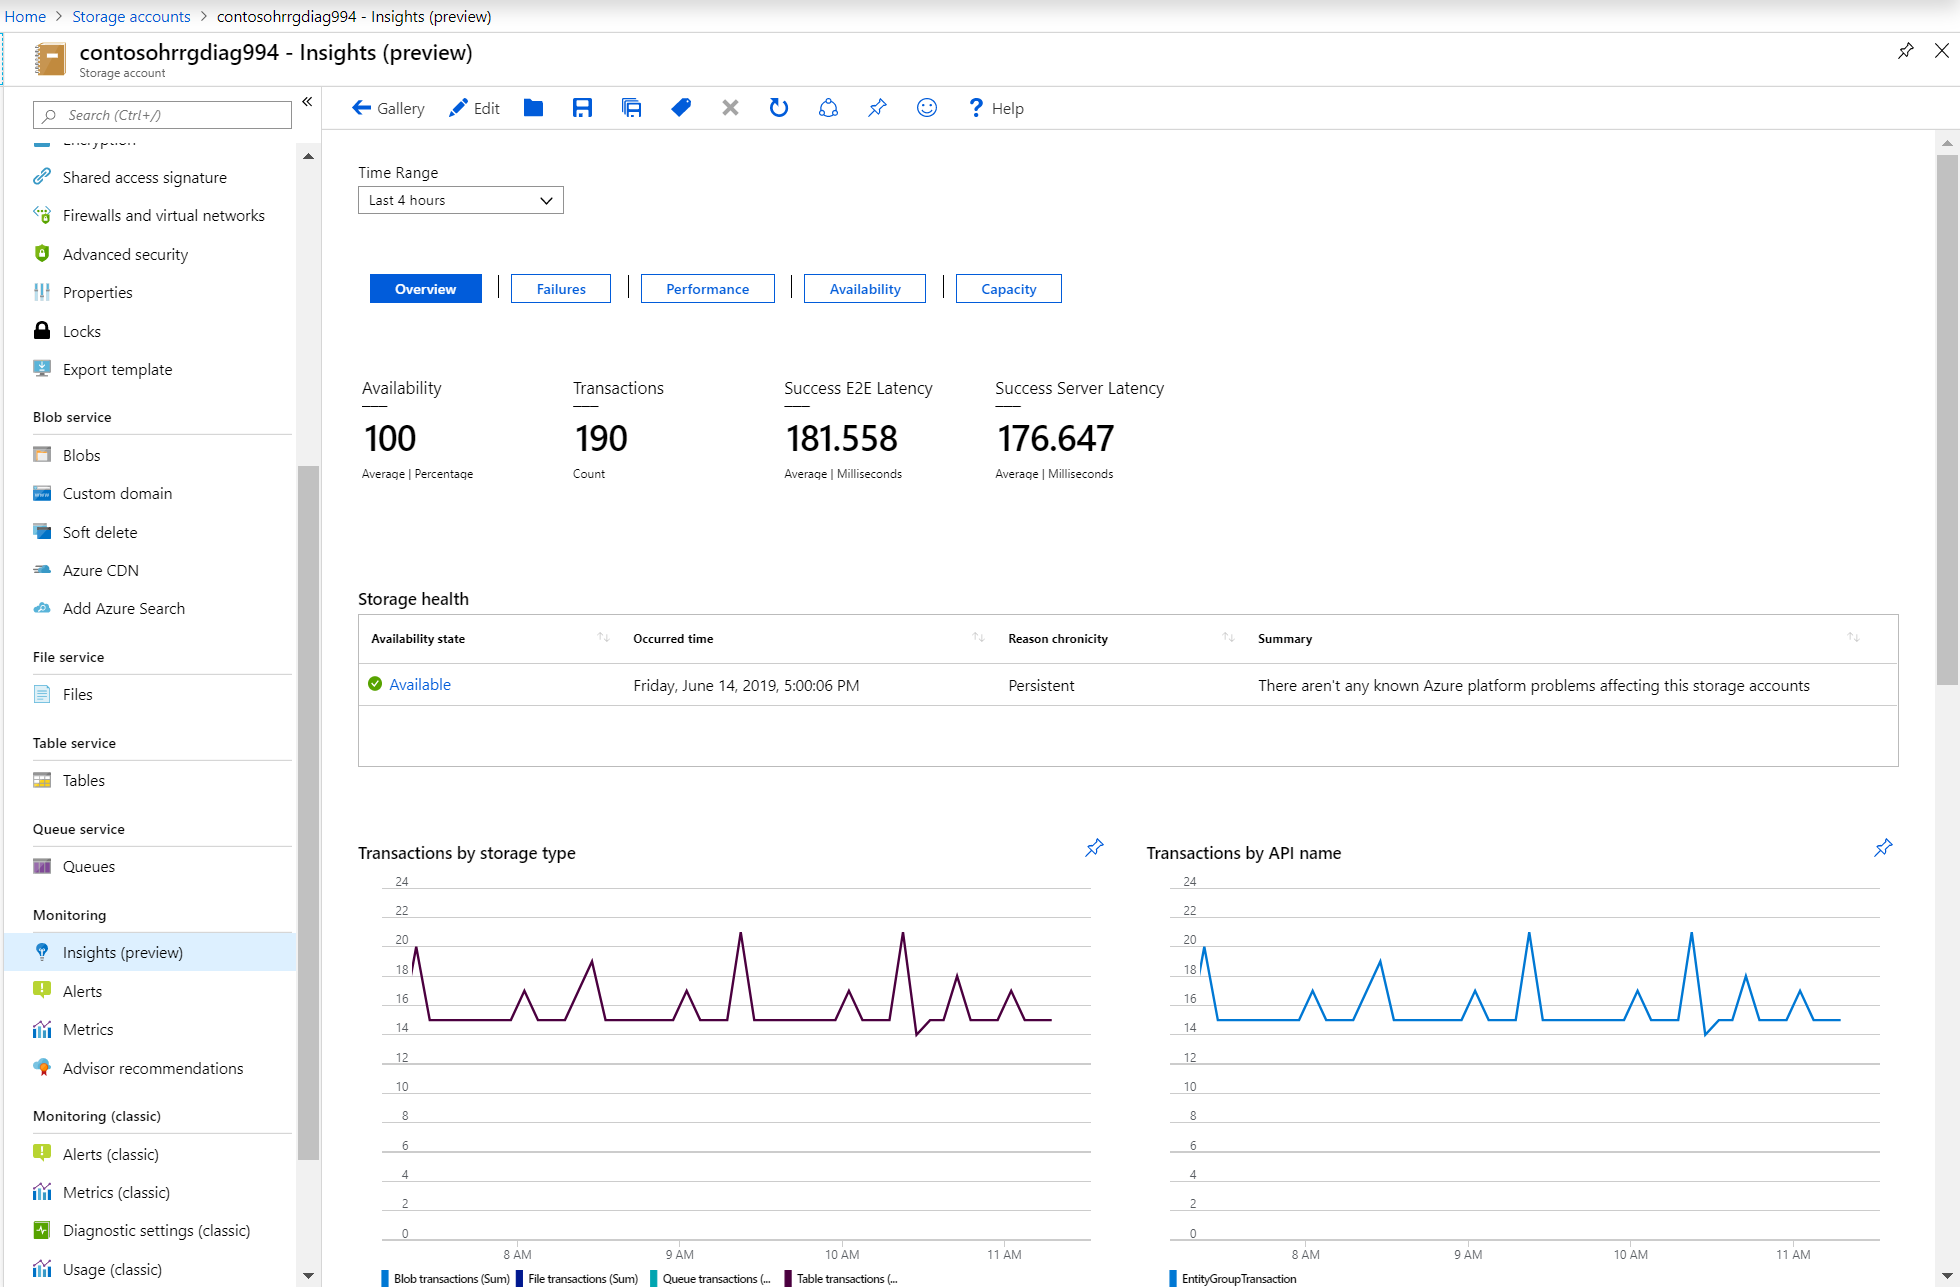 Home > Storage accounts > contosohrrgdiag994 - Insights (preview)
contosohrrgdiag994 - Insights (preview)
Storage account
Search (Ctrl+/)
Encryption
Shared access signature
Firewalls and virtual networks
Advanced security
Properties
Locks
Export template
Blob service
Blobs
Custom domain
Soft delete
Azure CDN
Add Azure Search
File service
Files
Table service
Tables
Queue service
Queues
Monitoring
Insights (preview)
Alerts
Metrics
Advisor recommendations
Monitoring (classic)
Alerts (classic)
Metrics (classic)
Diagnostic settings (classic)
Usage (classic)
Gallery Edit ? Help
Time Range
Last 4 hours
Overview | Failures | Performance | Availability | Capacity
Availability Transactions Success E2E Latency Success Server Latency
100 190 181.558 176.647
Average | Percentage Count Average | Milliseconds Average | Milliseconds
Storage health
Availability state Occurred time Reason chronicity Summary
Available Friday, June 14, 2019, 5:00:06 PM Persistent There aren't any known Azure platform problems affecting this storage accounts
Transactions by storage type
24
22
20
18
16
14
12
10
8
6
4
2
0
8 AM 9 AM 10 AM 11 AM
Blob transactions (Sum) File transactions (Sum) Queue transactions (... Table transactions (...
Transactions by API name
24
22
20
18
16
14
12
10
8
6
4
2
0
8 AM 9 AM 10 AM 11 AM
EntityGroupTransaction